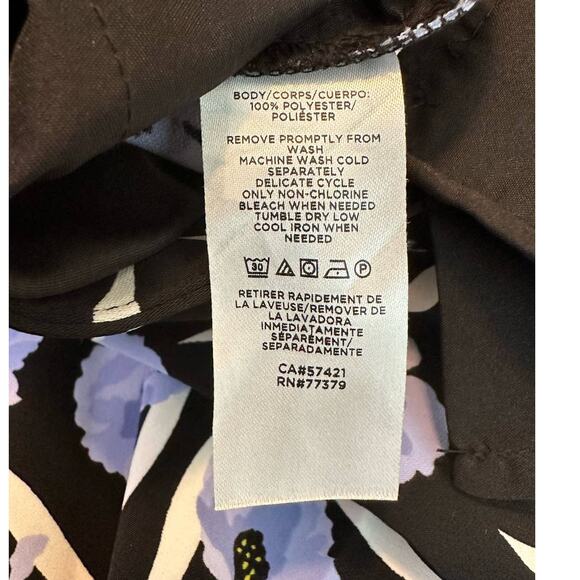 BODY/CORPS/CUERPO:
100% POLYESTER/
POLIÉSTER
REMOVE PROMPTLY FROM
WASH
MACHINE WASH COLD
SEPARATELY
DELICATE CYCLE
ONLY NON-CHLORINE
BLEACH WHEN NEEDED
TUMBLE DRY LOW
COOL IRON WHEN
NEEDED
30 P
RETIRER RAPIDEMENT DE
LA LAVEUSE/REMOVER DE
LA LAVADORA
INMEDIATAMENTE
SÉPARÉMENT/
SEPARADAMENTE
CA#57421
RN#77379